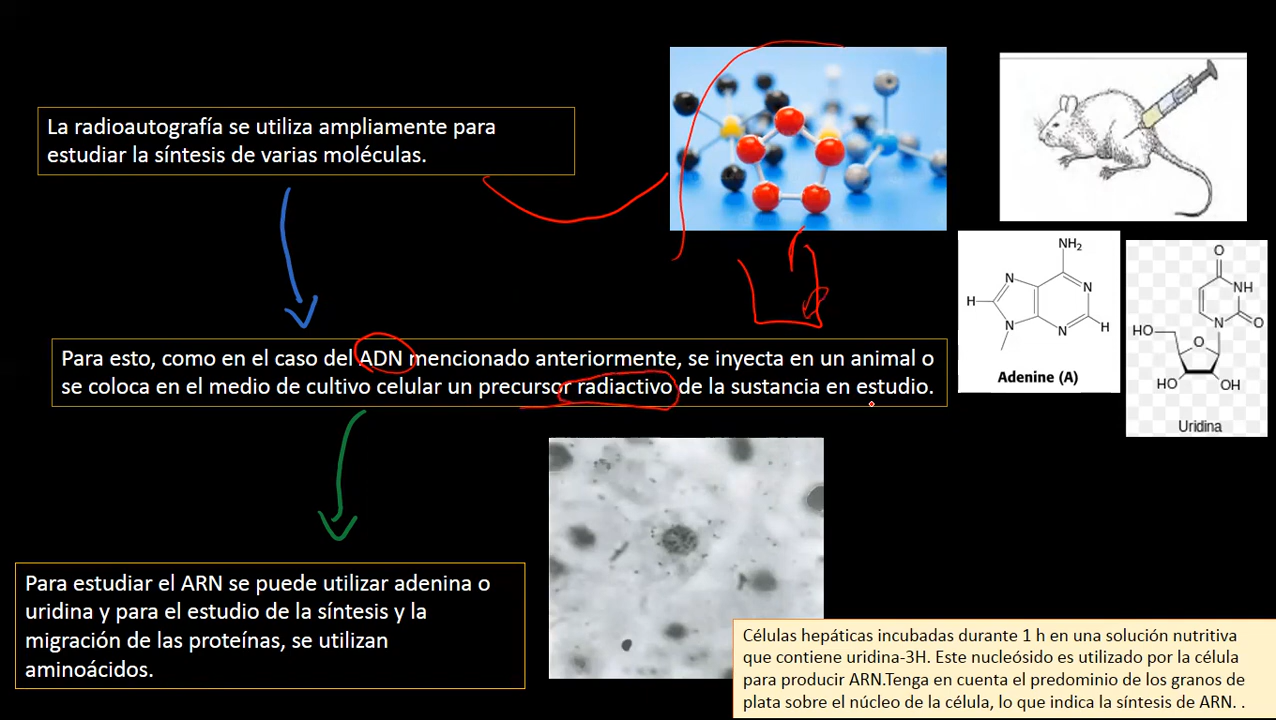 La radioautografía se utiliza ampliamente para
estudiar la síntesis de varias moléculas.
Para esto, como en el caso del ADN mencionado anteriormente, se inyecta en un animal o
se coloca en el medio de cultivo celular un precursor radiactivo de la sustancia en estudio.
NH₂
N
N
H
N
N
H
Adenine (A)
O
NH
N
O
HO
O
HO
OH
Uridina
Para estudiar el ARN se puede utilizar adenina o
uridina y para el estudio de la síntesis y la
migración de las proteínas, se utilizan
aminoácidos.
Células hepáticas incubadas durante 1 h en una solución nutritiva
que contiene uridina-3H. Este nucleósido es utilizado por la célula
para producir ARN.Tenga en cuenta el predominio de los granos de
plata sobre el núcleo de la célula, lo que indica la síntesis de ARN. .